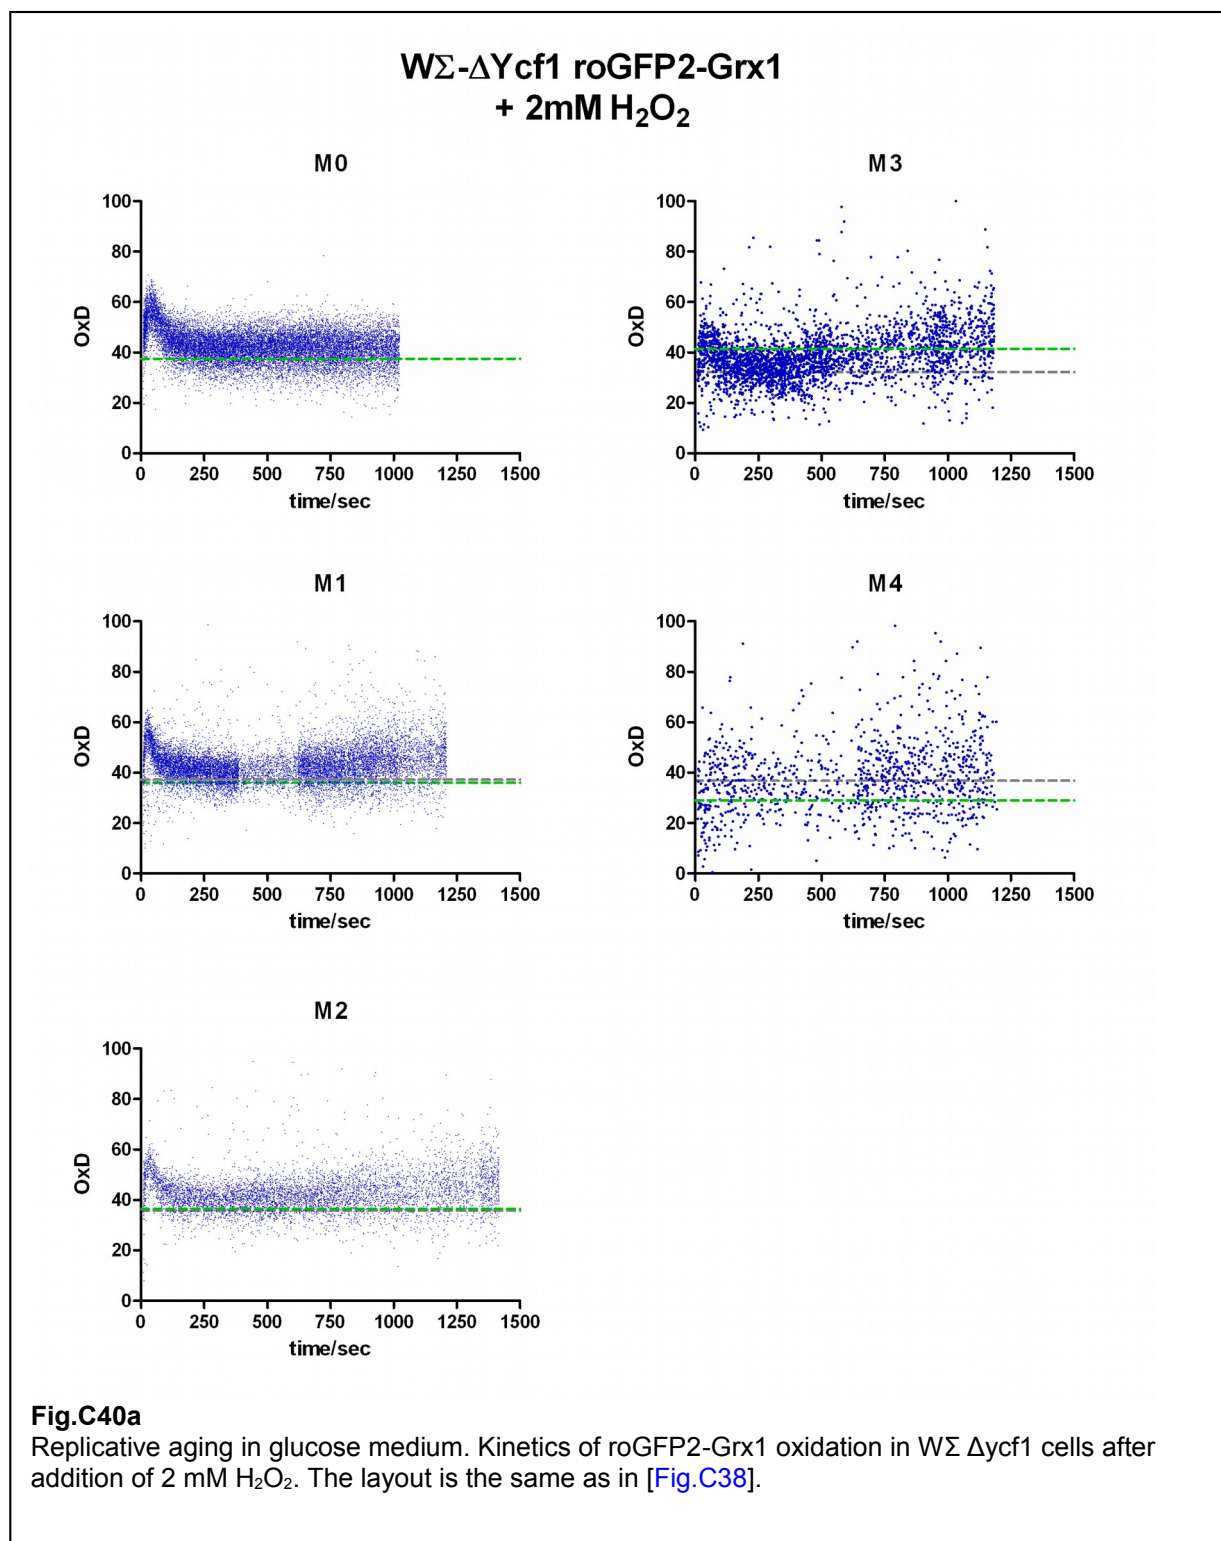 WΣ-ΔYcf1 roGFP2-Grx1
+ 2mM H₂O₂
M0
100
80
60
40
20
0
OxD
0 250 500 750 1000 1250 1500
time/sec
M3
100
80
60
40
20
0
OxD
0 250 500 750 1000 1250 1500
time/sec
M1
100
80
60
40
20
0
OxD
0 250 500 750 1000 1250 1500
time/sec
M4
100
80
60
40
20
0
OxD
0 250 500 750 1000 1250 1500
time/sec
M2
100
80
60
40
20
0
OxD
0 250 500 750 1000 1250 1500
time/sec
Fig.C40a
Replicative aging in glucose medium. Kinetics of roGFP2-Grx1 oxidation in WΣ Δycf1 cells after
addition of 2 mM H₂O₂. The layout is the same as in [Fig.C38].